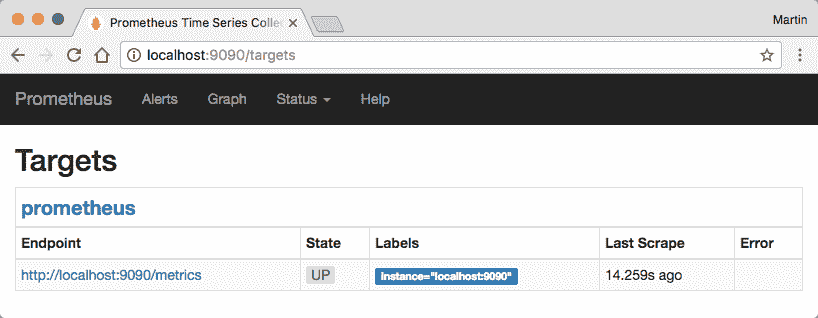 Prometheus Time Series Collec
Martin
localhost:9090/targets
Prometheus Alerts Graph Status Help
Targets
prometheus
Endpoint State Labels Last Scrape Error
http://localhost:9090/metrics UP instance="localhost:9090" 14.259s ago